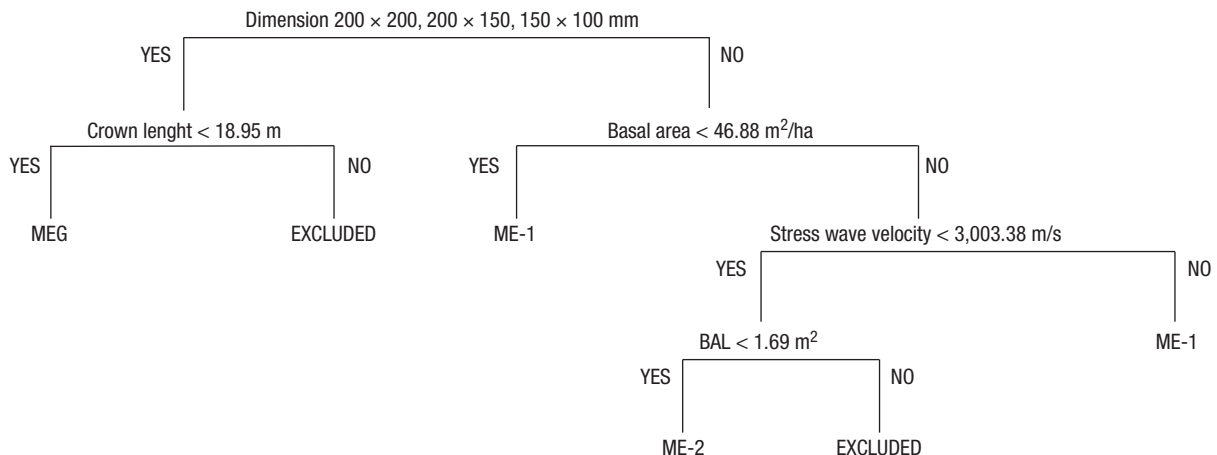 Dimension 200 × 200, 200 × 150, 150 × 100 mm
YES
NO
Crown lenght < 18.95 m
Basal area < 46.88 m²/ha
YES
NO
YES
NO
MEG
EXCLUDED
ME-1
Stress wave velocity < 3,003.38 m/s
YES
NO
BAL < 1.69 m²
ME-1
YES
NO
ME-2
EXCLUDED